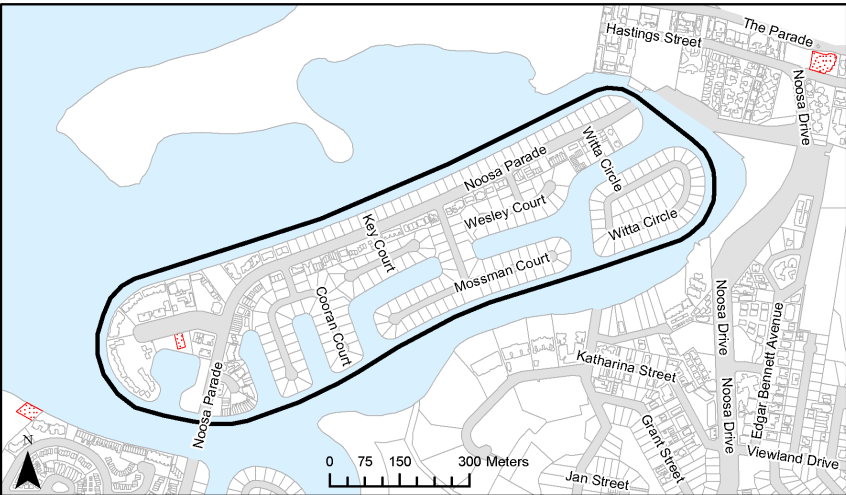 The Parade
Hastings Street
Noosa Drive
Noosa Parade
Witta Circle
Wesley Court
Witta Circle
Key Court
Mossman Court
Cooran Court
Noosa Drive
Edgar Bennett Avenue
Katharina Street
Noosa Parade
Noosa Drive
Grant Street
Viewland Drive
Jan Street
N
0 75 150 300 Meters